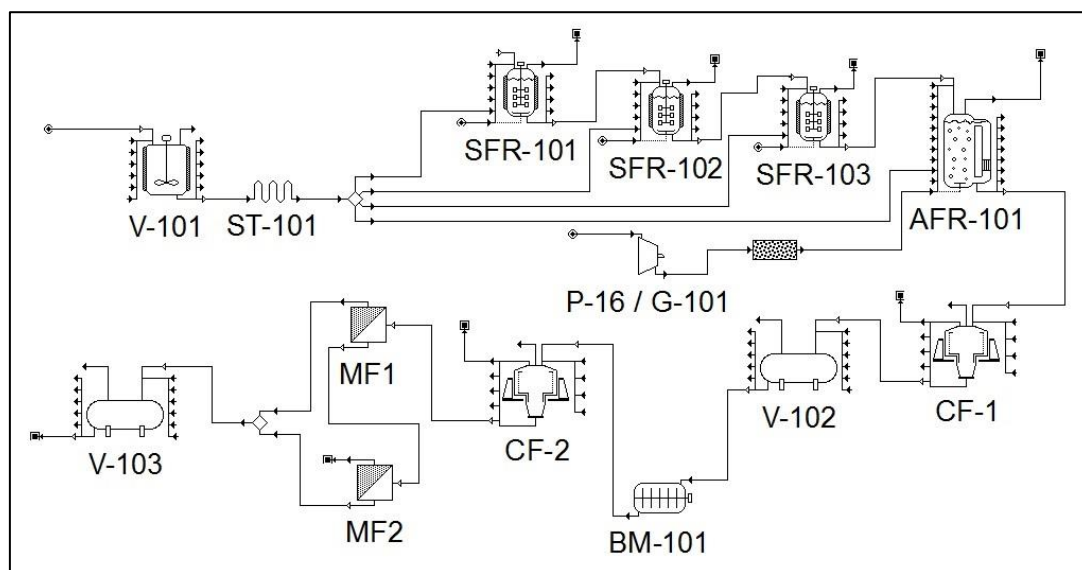 SFR-101
SFR-102
SFR-103
AFR-101
V-101
ST-101
P-16 / G-101
MF1
V-102
CF-1
V-103
CF-2
MF2
BM-101